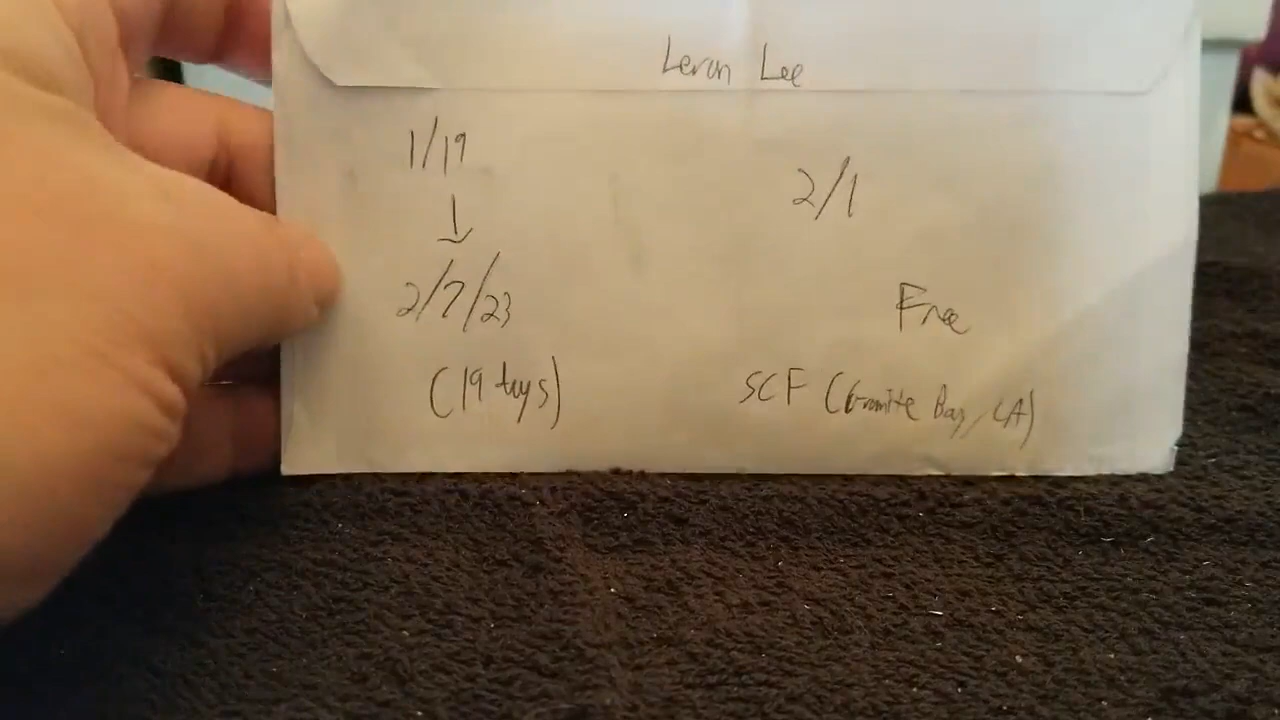 Leron Lee
1/19
↓
2/7/23
(19 days)
2/1
Free
SCF (Granite Bay, CA)